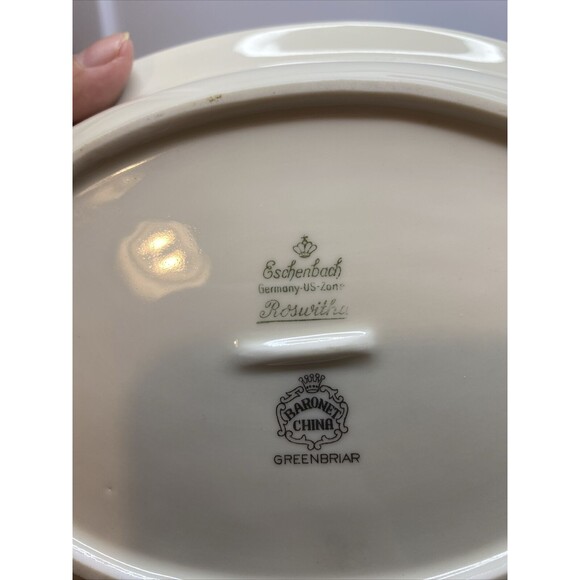 Eschenbach
Germany-US-Zone
Roswitha
BARONET
CHINA
GREENBRIAR